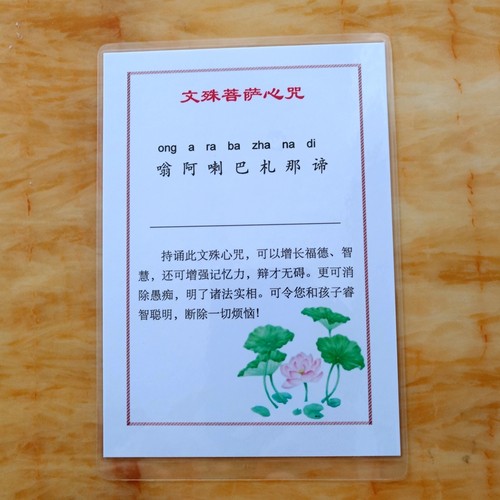 文殊菩萨心咒
ong a ra ba zha na di
嗡阿喇巴札那谛
持诵此文殊心咒，可以增长福德、智
慧，还可增强记忆力，辩才无碍。更可消
除愚痴，明了诸法实相。可令您和孩子睿
智聪明，断除一切烦恼！